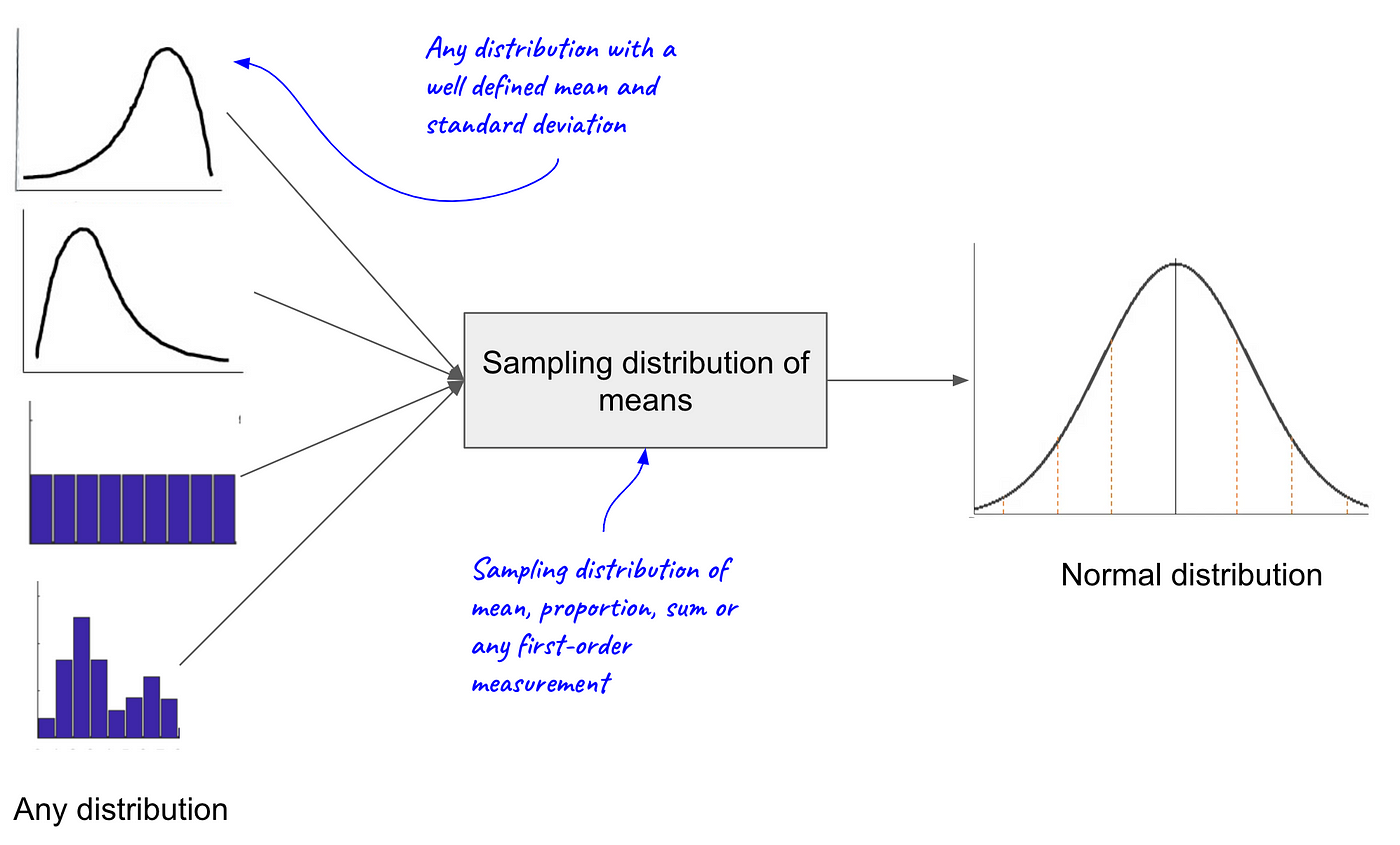 Any distribution with a
well defined mean and
standard deviation
Sampling distribution of
means
Sampling distribution of
mean, proportion, sum or
any first-order
measurement
Normal distribution
Any distribution